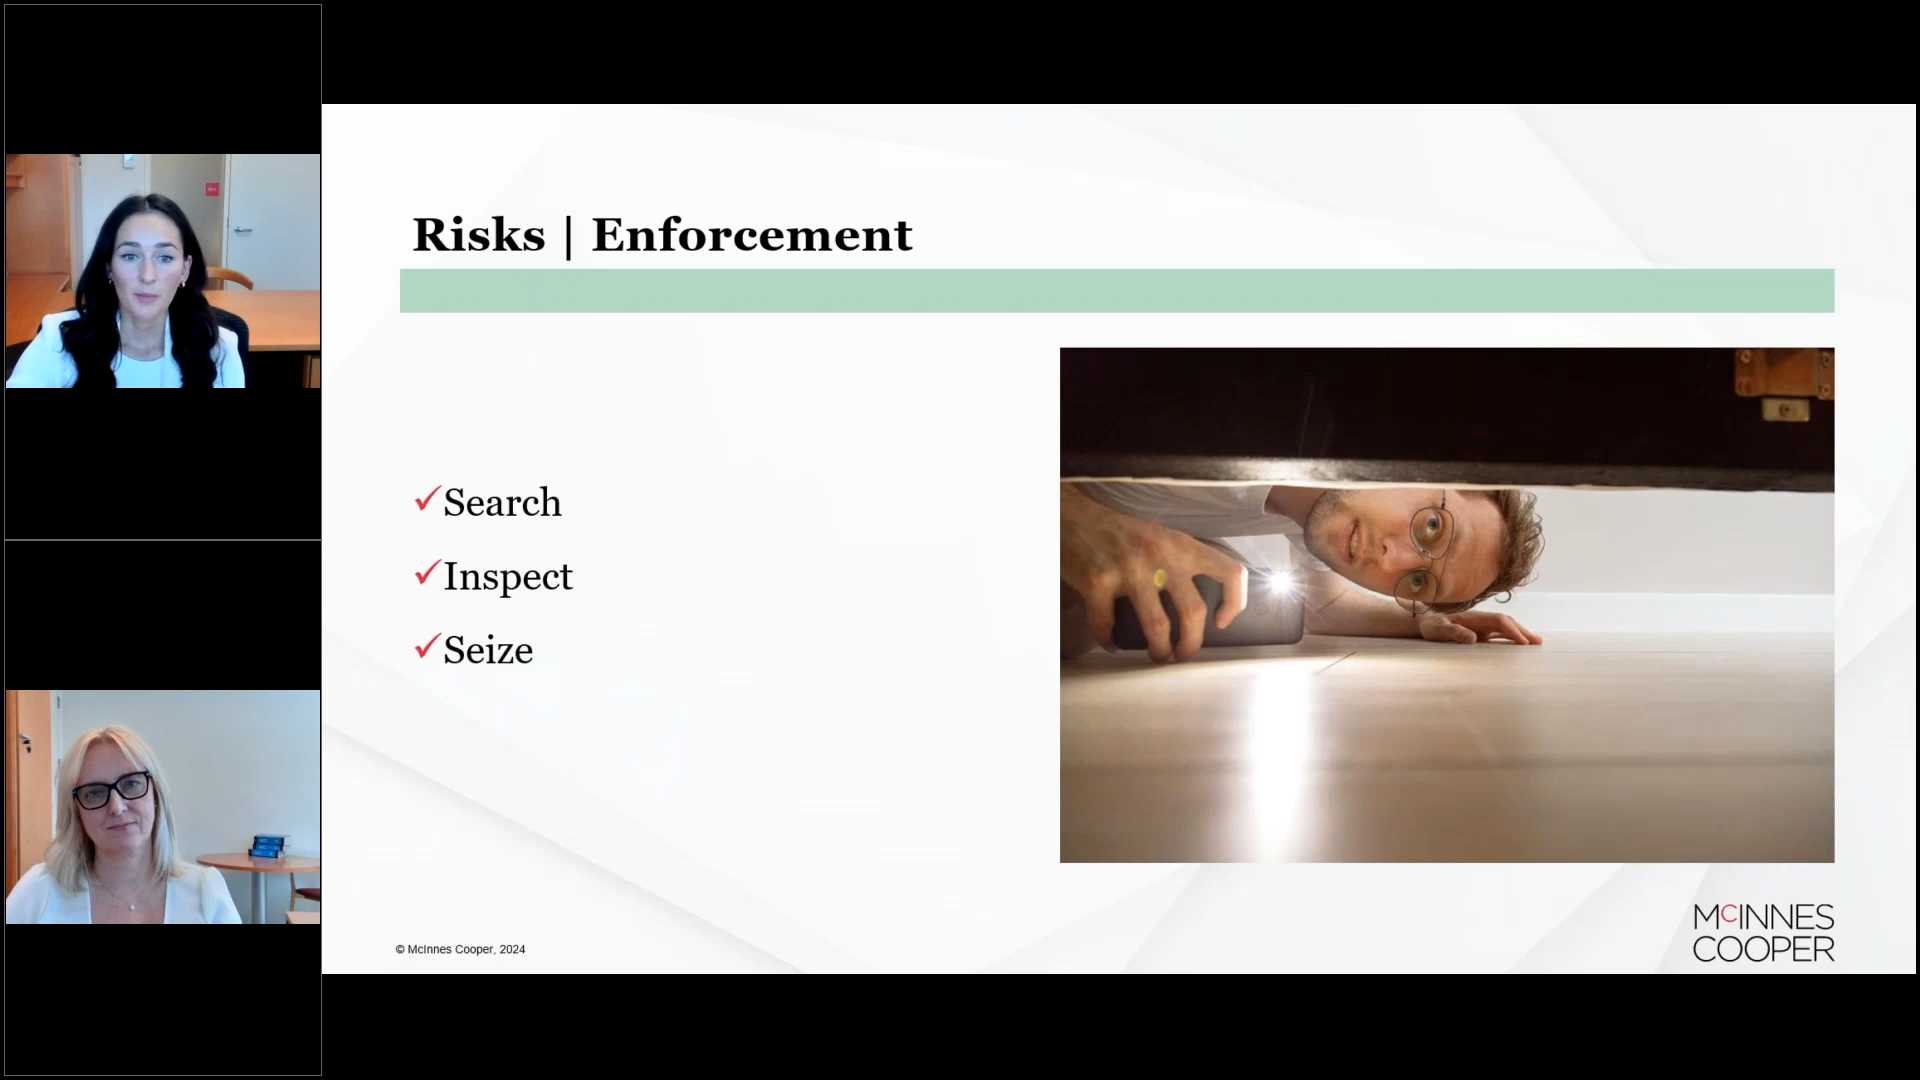 Risks | Enforcement
✓Search
✓Inspect
✓Seize
© McInnes Cooper, 2024
MCINNES
COOPER